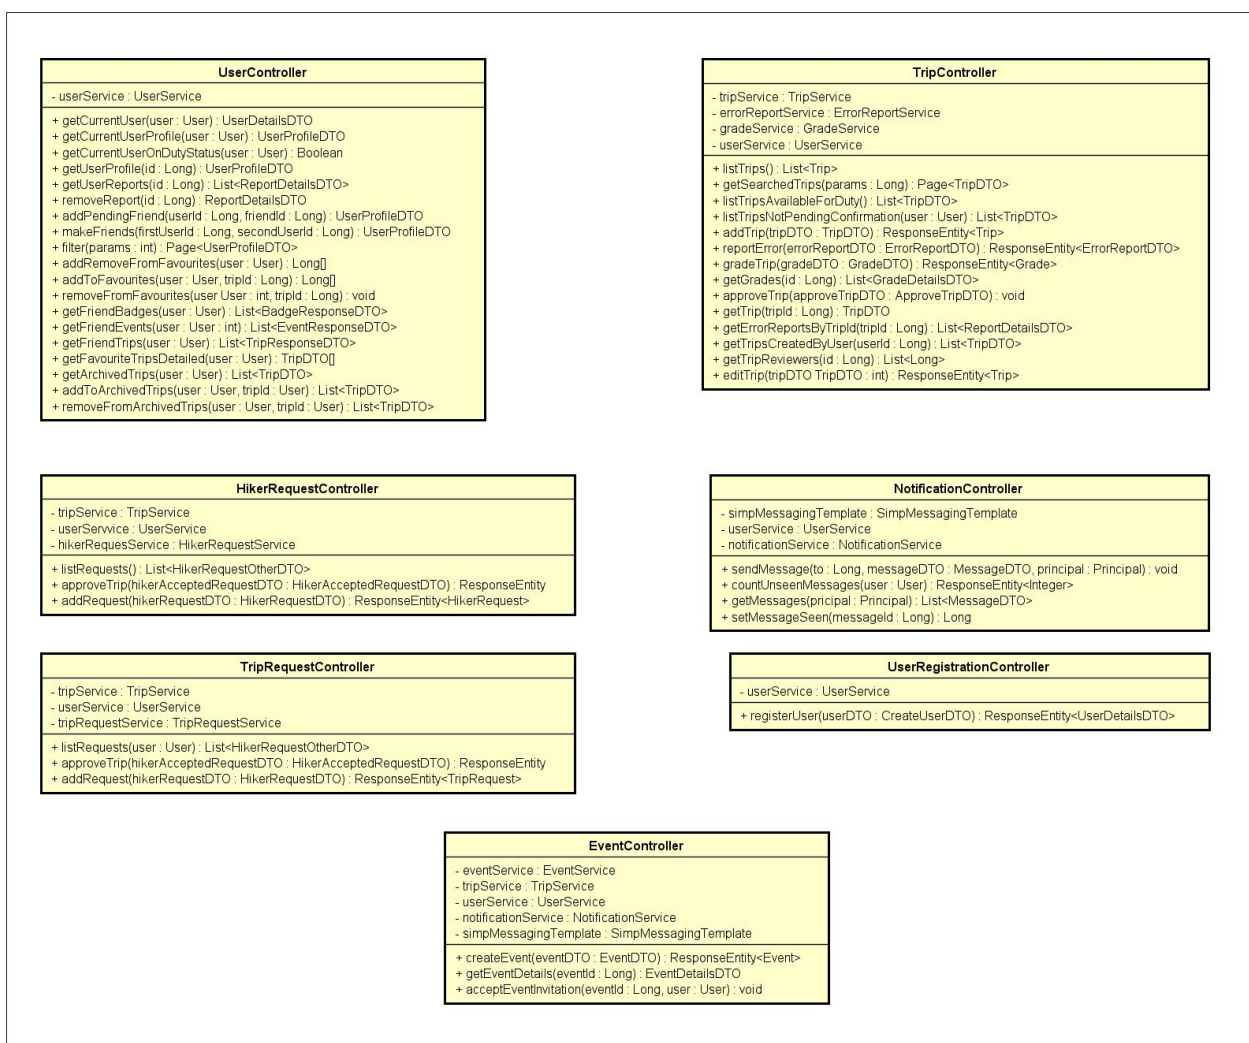 UserController
- userService : UserService
+ getCurrentUser(user : User) : UserDetailsDTO
+ getCurrentUserProfile(user : User) : UserProfileDTO
+ getCurrentUserOnDutyStatus(user : User) : Boolean
+ getUserProfile(id : Long) : UserProfileDTO
+ getUserReports(id : Long) : List<ReportDetailsDTO>
+ removeReport(id : Long) : ReportDetailsDTO
+ addPendingFriend(userId : Long, friendId : Long) : UserProfileDTO
+ makeFriends(firstUserId : Long, secondUserId : Long) : UserProfileDTO
+ filter(params : int) : Page<UserProfileDTO>
+ addRemoveFromFavourites(user : User) : Long[]
+ addToFavourites(user : User, tripId : Long) : Long[]
+ removeFromFavourites(user User : int, tripId : Long) : void
+ getFriendBadges(user : User) : List<BadgeResponseDTO>
+ getFriendEvents(user : User : int) : List<EventResponseDTO>
+ getFriendTrips(user : User) : List<TripResponseDTO>
+ getFavouriteTripsDetailed(user : User) : TripDTO[]
+ getArchivedTrips(user : User) : List<TripDTO>
+ addToArchivedTrips(user : User, tripId : User) : List<TripDTO>
+ removeFromArchivedTrips(user : User, tripId : User) : List<TripDTO>
TripController
- tripService : TripService
- errorReportService : ErrorReportService
- gradeService : GradeService
- userService : UserService
+ listTrips() : List<Trip>
+ getSearchedTrips(params : Long) : Page<TripDTO>
+ listTripsAvailableForDuty() : List<TripDTO>
+ listTripsNotPendingConfirmation(user : User) : List<TripDTO>
+ addTrip(tripDTO : TripDTO) : ResponseEntity<Trip>
+ reportError(errorReportDTO : ErrorReportDTO) : ResponseEntity<ErrorReportDTO>
+ gradeTrip(gradeDTO : GradeDTO) : ResponseEntity<Grade>
+ getGrades(id : Long) : List<GradeDetailsDTO>
+ approveTrip(approveTripDTO : ApproveTripDTO) : void
+ getTrip(tripId : Long) : TripDTO
+ getErrorReportsByTripId(tripId : Long) : List<ReportDetailsDTO>
+ getTripsCreatedByUser(userId : Long) : List<TripDTO>
+ getTripReviewers(id : Long) : List<Long>
+ editTrip(tripDTO TripDTO : int) : ResponseEntity<Trip>
HikerRequestController
- tripService : TripService
- userServvice : UserService
- hikerRequesService : HikerRequestService
+ listRequests() : List<HikerRequestOtherDTO>
+ approveTrip(hikerAcceptedRequestDTO : HikerAcceptedRequestDTO) : ResponseEntity
+ addRequest(hikerRequestDTO : HikerRequestDTO) : ResponseEntity<HikerRequest>
NotificationController
- simpMessagingTemplate : SimpMessagingTemplate
- userService : UserService
- notificationService : NotificationService
+ sendMessage(to : Long, messageDTO : MessageDTO, principal : Principal) : void
+ countUnseenMessages(user : User) : ResponseEntity<Integer>
+ getMessages(pricipal : Principal) : List<MessageDTO>
+ setMessageSeen(messageId : Long) : Long
TripRequestController
- tripService : TripService
- userService : UserService
- tripRequestService : TripRequestService
+ listRequests(user : User) : List<HikerRequestOtherDTO>
+ approveTrip(hikerAcceptedRequestDTO : HikerAcceptedRequestDTO) : ResponseEntity
+ addRequest(hikerRequestDTO : HikerRequestDTO) : ResponseEntity<TripRequest>
UserRegistrationController
- userService : UserService
+ registerUser(userDTO : CreateUserDTO) : ResponseEntity<UserDetailsDTO>
EventController
- eventService : EventService
- tripService : TripService
- userService : UserService
- notificationService : NotificationService
- simpMessagingTemplate : SimpMessagingTemplate
+ createEvent(eventDTO : EventDTO) : ResponseEntity<Event>
+ getEventDetails(eventId : Long) : EventDetailsDTO
+ acceptEventInvitation(eventId : Long, user : User) : void